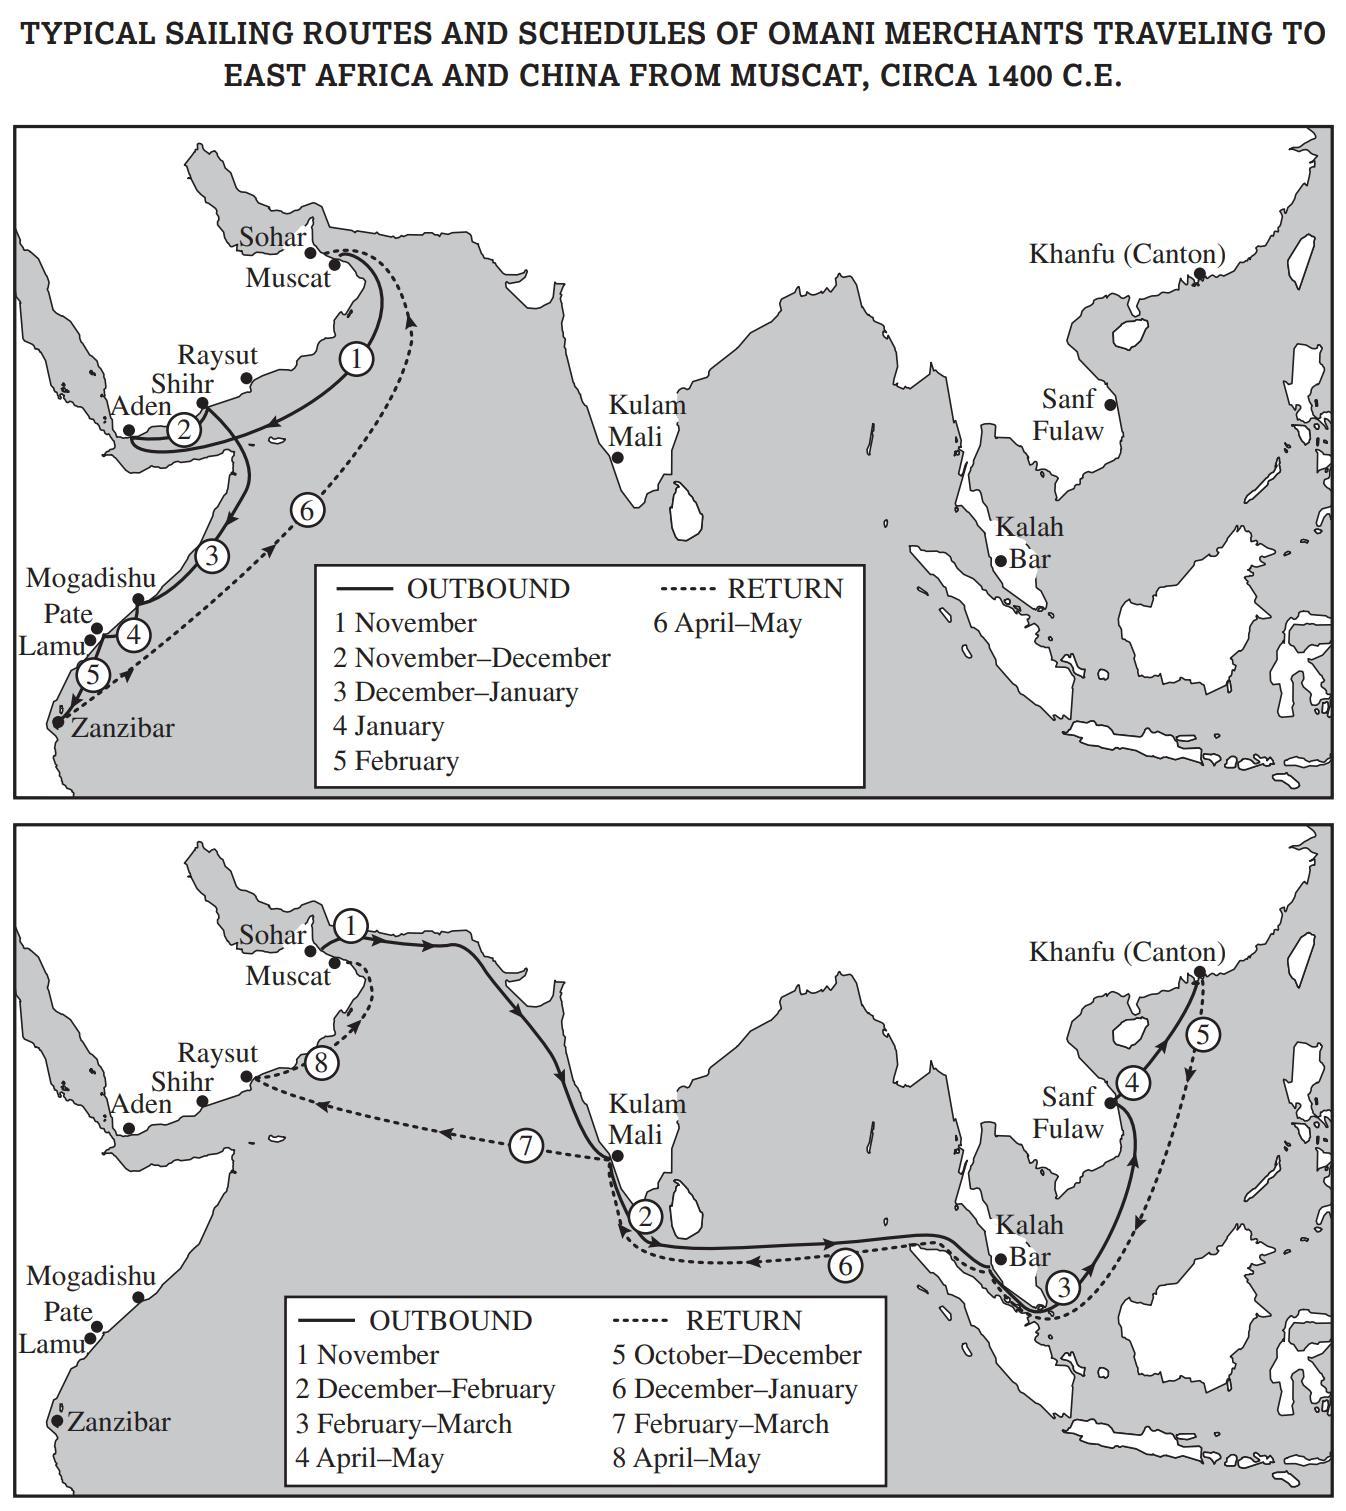 TYPICAL SAILING ROUTES AND SCHEDULES OF OMANI MERCHANTS TRAVELING TO
EAST AFRICA AND CHINA FROM MUSCAT, CIRCA 1400 C.E.
Sohar
Muscat
Khanfu (Canton)
1
Raysut
Shihr
Aden
2
Kulam
Mali
Sanf
Fulaw
6
Kalah
Bar
3
Mogadishu
Pate
Lamu
4
5
Zanzibar
OUTBOUND
1 November
2 November–December
3 December–January
4 January
5 February
RETURN
6 April–May
Sohar
1
Muscat
Khanfu (Canton)
5
Raysut
8
Shihr
Aden
Kulam
Mali
7
4
Sanf
Fulaw
2
Kalah
Bar
6
3
Mogadishu
Pate
Lamu
Zanzibar
OUTBOUND
1 November
2 December–February
3 February–March
4 April–May
RETURN
5 October–December
6 December–January
7 February–March
8 April–May